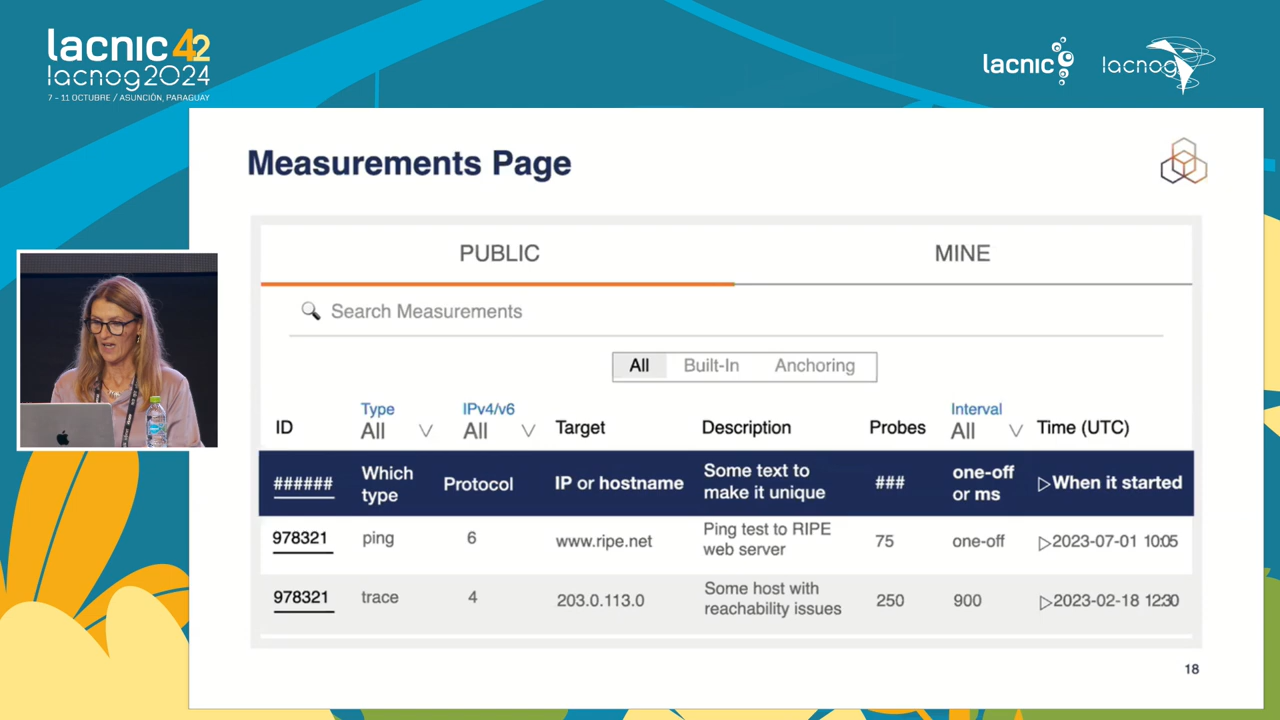 lacnic 42
lacnog2024
7 - 11 OCTUBRE / ASUNCIÓN, PARAGUAY
lacnic
lacnog
Measurements Page
PUBLIC MINE
Search Measurements
All Built-In Anchoring
Type IPv4/v6 Interval
ID All All Target Description Probes All Time (UTC)
###### Which type Protocol IP or hostname Some text to make it unique ### one-off or ms ▷When it started
978321 ping 6 www.ripe.net Ping test to RIPE web server 75 one-off ▷2023-07-01 10:05
978321 trace 4 203.0.113.0 Some host with reachability issues 250 900 ▷2023-02-18 12:30
18